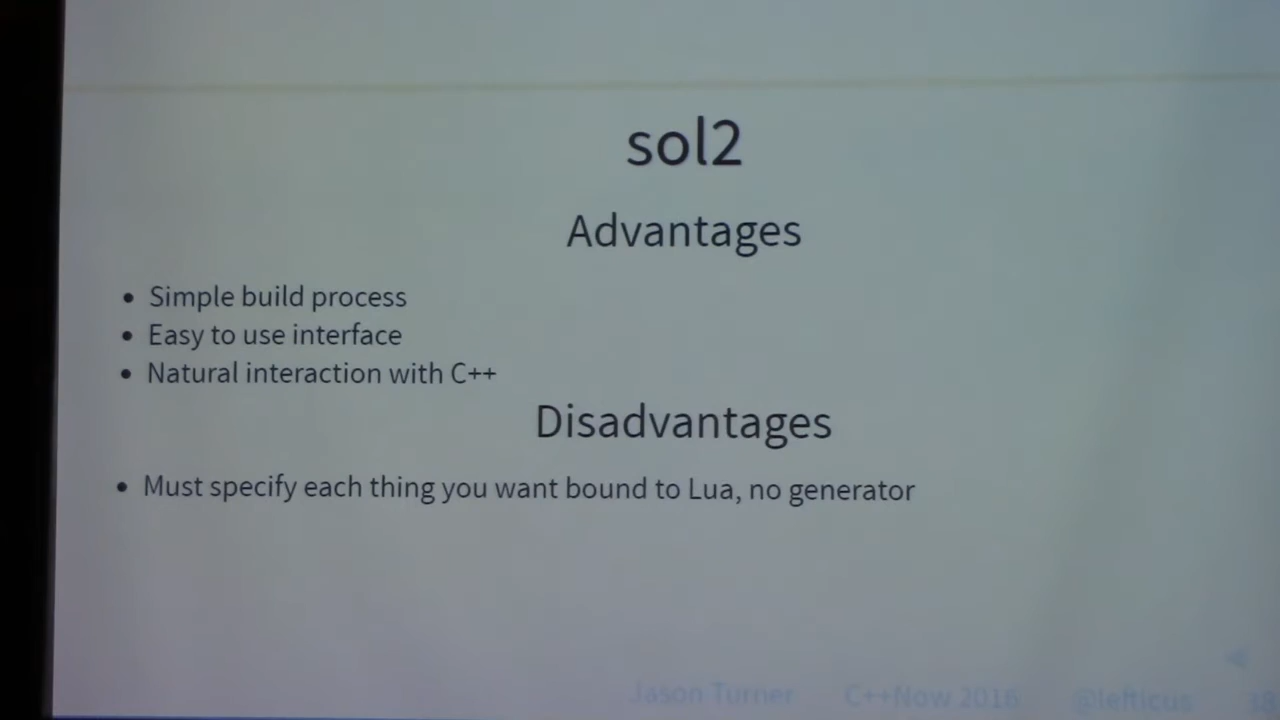 sol2
Advantages
• Simple build process
• Easy to use interface
• Natural interaction with C++
Disadvantages
• Must specify each thing you want bound to Lua, no generator
Jason Turner C++Now 2016 @lefticus